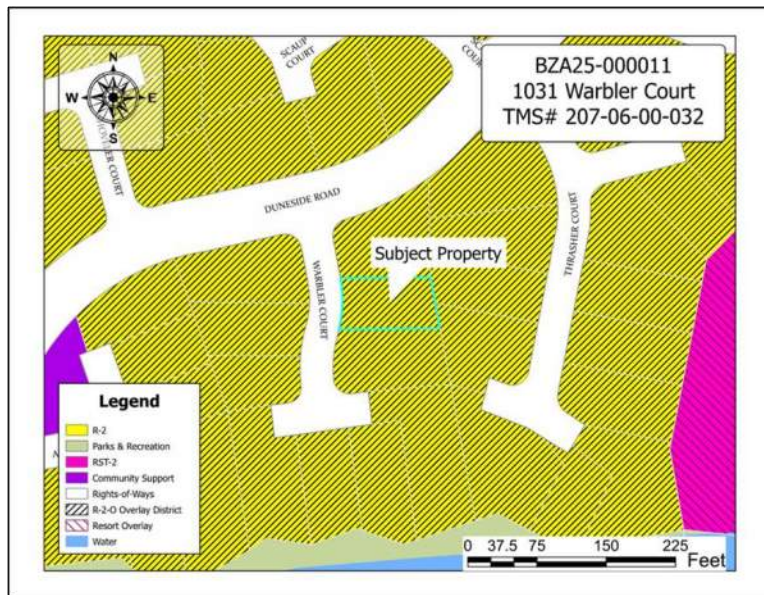 N
W E
S
SCAUP
COURT
BZA25-000011
1031 Warbler Court
TMS# 207-06-00-032
COURT
DUNESIDE ROAD
Subject Property
WARBLER COURT
THRASHER COURT
Legend
R-2
Parks & Recreation
RST-2
Community Support
Rights-of-Ways
R-2-O Overlay District
Resort Overlay
Water
0 37.5 75 150 225
Feet